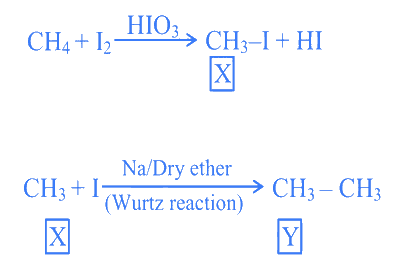 HIO₃
CH₄ + I₂ ⟶ CH₃–I + HI
X
Na/Dry ether
CH₃ + I ⟶ CH₃ – CH₃
(Wurtz reaction)
X Y